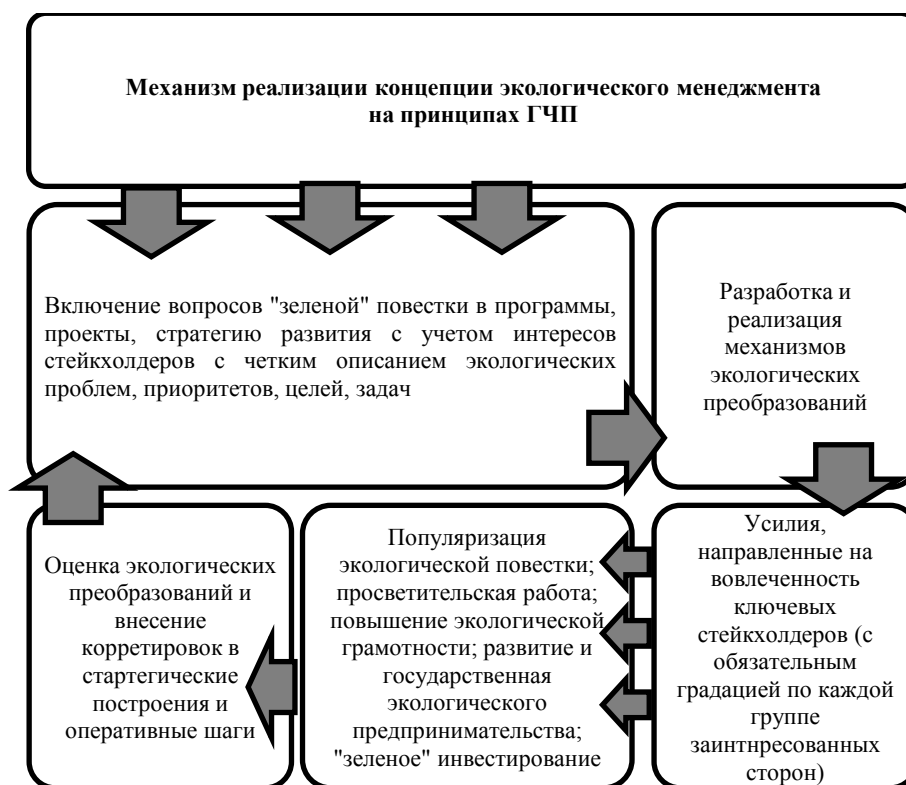 Механизм реализации концепции экологического менеджмента
на принципах ГЧП
Включение вопросов "зеленой" повестки в программы,
проекты, стратегию развития с учетом интересов
стейкхолдеров с четким описанием экологических
проблем, приоритетов, целей, задач
Разработка и
реализация
механизмов
экологических
преобразований
Усилия,
направленные на
вовлеченность
ключевых
стейкхолдеров (с
обязательным
градацией по каждой
группе
заинтнресованных
сторон)
Популяризация
экологической повестки;
просветительская работа;
повышение экологической
грамотности; развитие и
государственная
экологического
предпринимательства;
"зеленое" инвестирование
Оценка экологических
преобразований и
внесение
корретировок в
стартегические
построения и
оперативные шаги